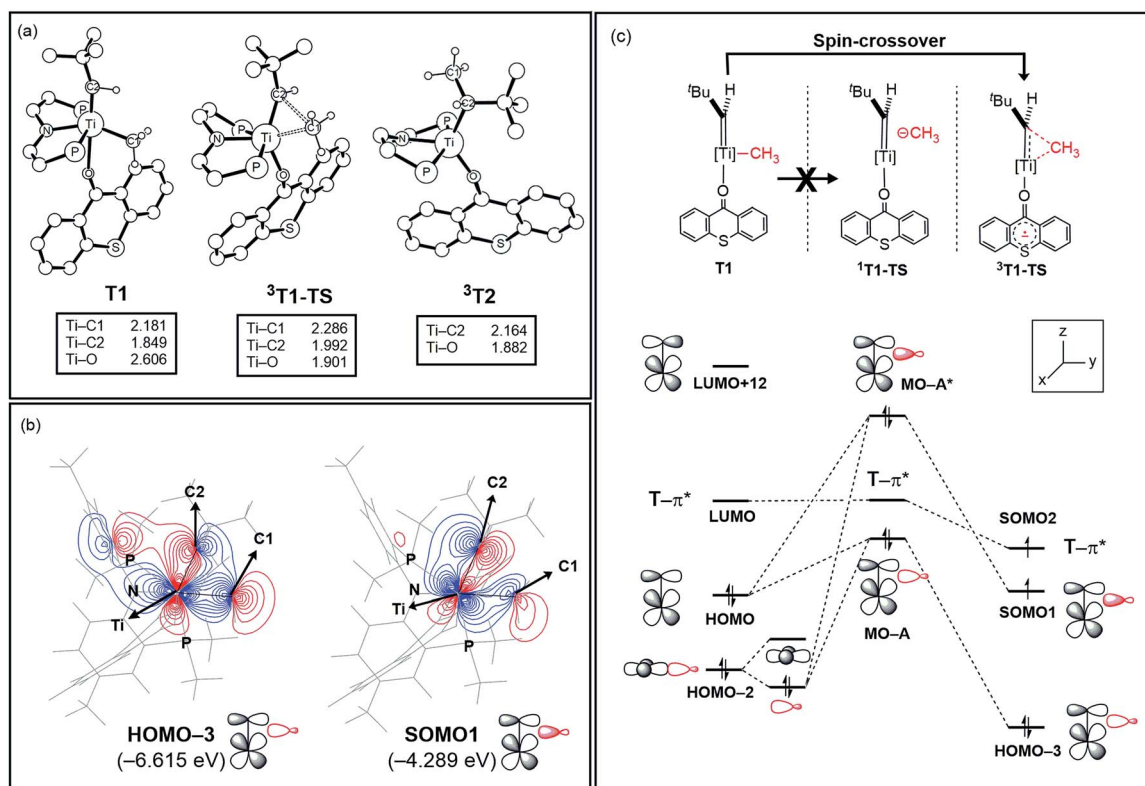 (a)
C2
P
N
Ti
P
C1
O
S
T1
Ti–C1 2.181
Ti–C2 1.849
Ti–O 2.606
C2
P
N
Ti
C1
P
O
S
³T1-TS
Ti–C1 2.286
Ti–C2 1.992
Ti–O 1.901
C1
C2
P
N
Ti
P
O
S
³T2
Ti–C2 2.164
Ti–O 1.882
(b)
C2
C1
P
N
Ti
P
HOMO–3
(–6.615 eV)
C2
C1
P
N
Ti
P
SOMO1
(–4.289 eV)
(c)
Spin-crossover
ᵗBu
H
[Ti]
CH₃
O
S
T1
X
ᵗBu
H
⊖CH₃
[Ti]
O
S
¹T1-TS
ᵗBu
H
CH₃
[Ti]
O
S
³T1-TS
z
y
x
LUMO+12
MO–A*
T–π*
LUMO
T–π*
SOMO2
T–π*
HOMO
SOMO1
MO–A
HOMO–2
HOMO–3